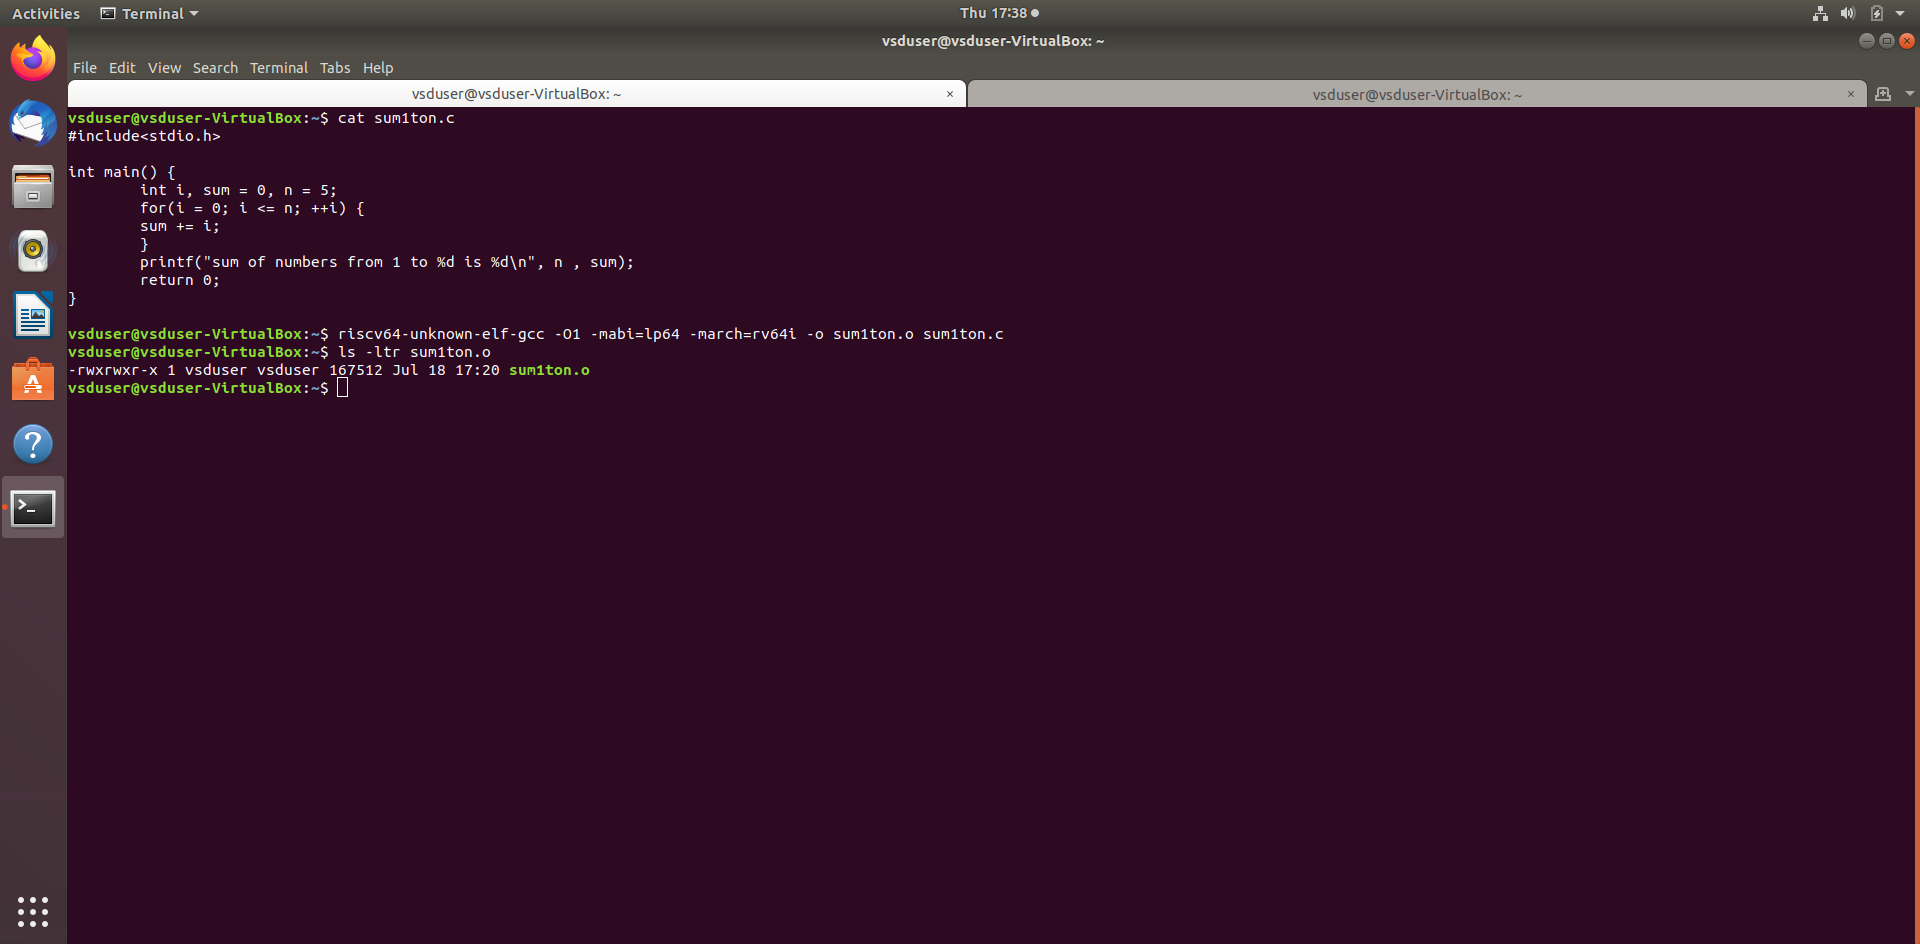 Activities Terminal Thu 17:38
vsduser@vsduser-VirtualBox: ~
File Edit View Search Terminal Tabs Help
vsduser@vsduser-VirtualBox: ~ × vsduser@vsduser-VirtualBox: ~ ×
vsduser@vsduser-VirtualBox:~$ cat sum1ton.c
#include<stdio.h>

int main() {
        int i, sum = 0, n = 5;
        for(i = 0; i <= n; ++i) {
        sum += i;
        }
        printf("sum of numbers from 1 to %d is %d\n", n , sum);
        return 0;
}

vsduser@vsduser-VirtualBox:~$ riscv64-unknown-elf-gcc -O1 -mabi=lp64 -march=rv64i -o sum1ton.o sum1ton.c
vsduser@vsduser-VirtualBox:~$ ls -ltr sum1ton.o
-rwxrwxr-x 1 vsduser vsduser 167512 Jul 18 17:20 sum1ton.o
vsduser@vsduser-VirtualBox:~$